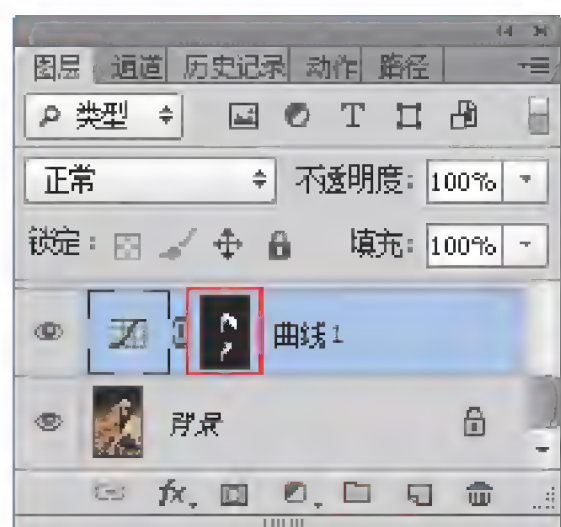 图层 通道 历史记录 动作 路径
类型
正常 不透明度: 100%
锁定: 填充: 100%
曲线 1
背景
fx